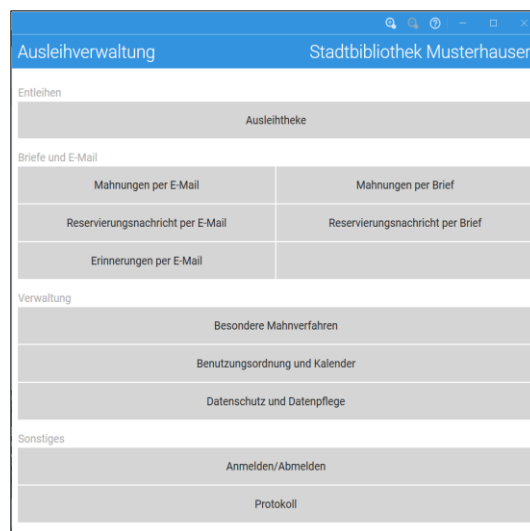 Ausleihverwaltung Stadtbibliothek Musterhausen
Entleihen
Ausleihtheke
Briefe und E-Mail
Mahnungen per E-Mail Mahnungen per Brief
Reservierungsnachricht per E-Mail Reservierungsnachricht per Brief
Erinnerungen per E-Mail
Verwaltung
Besondere Mahnverfahren
Benutzungsordnung und Kalender
Datenschutz und Datenpflege
Sonstiges
Anmelden/Abmelden
Protokoll